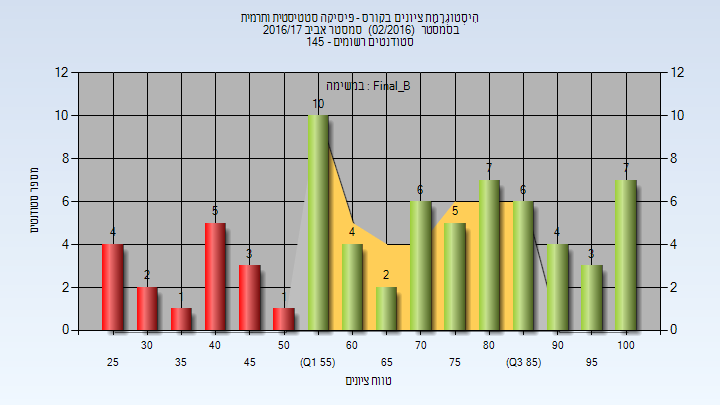 היסטוגרמת ציונים בקורס - פיסיקה סטטיסטית ותרמית
בסמסטר (02/2016) סמסטר אביב 2016/17
סטודנטים רשומים - 145
במשימה : Final_B
מספר סטודנטים
12 12
10 10
8 8
6 6
4 4
2 2
0 0
4 2 1 5 3 1 10 4 2 6 5 7 6 4 3 7
30 40 50 60 70 80 90 100
25 35 45 (Q1 55) 65 75 (Q3 85) 95
טווח ציונים